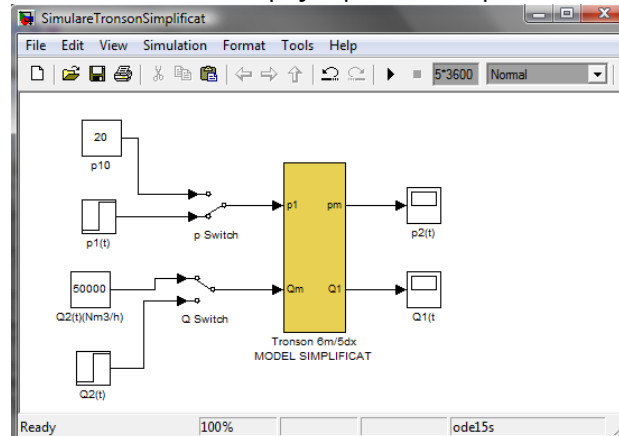 SimulareTronsonSimplificat
File Edit View Simulation Format Tools Help
5*3600 Normal
20
p10
p1(t)
p Switch
50000
Q2(t)(Nm3/h)
Q Switch
Q2(t)
p1 pm
Qm Q1
Tronson 6m/5dx
MODEL SIMPLIFICAT
p2(t)
Q1(t
Ready 100% ode15s